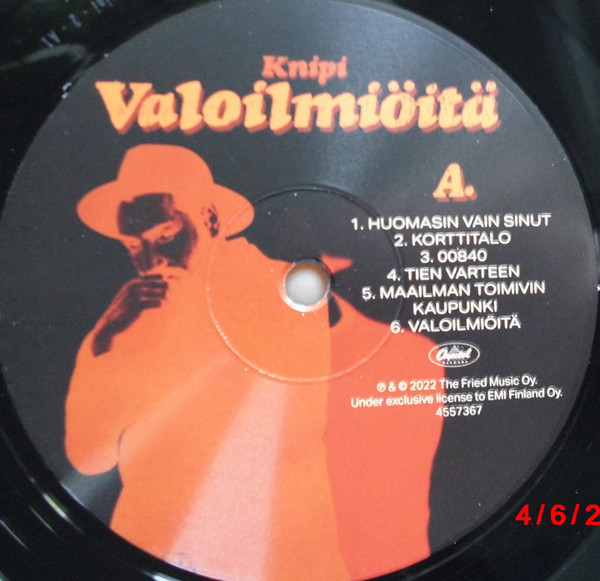 Knipi
Valoilmiöitä
A.
1. HUOMASIN VAIN SINUT
2. KORTTITALO
3. 00840
4. TIEN VARTEEN
5. MAAILMAN TOIMIVIN
KAUPUNKI
6. VALOILMIÖITÄ
Capitol
RECORDS
℗ & © 2022 The Fried Music Oy.
Under exclusive license to EMI Finland Oy.
4557367
4/6/2